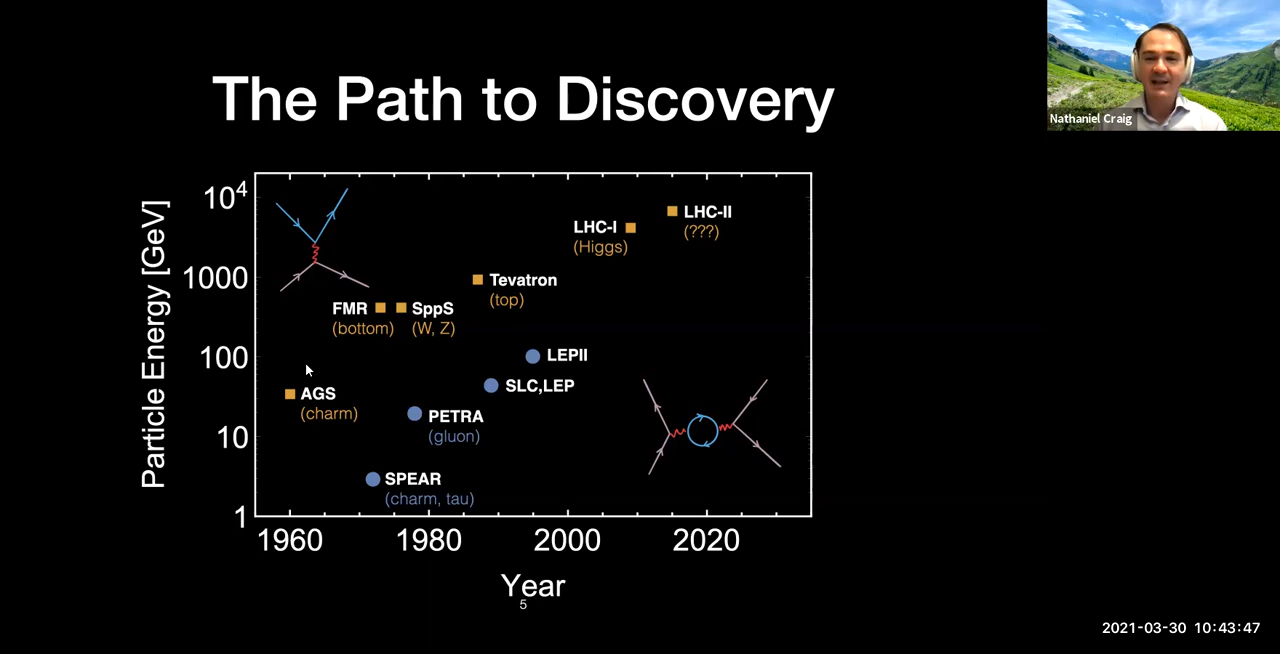 The Path to Discovery
Nathaniel Craig
Particle Energy [GeV]
10⁴
1000
100
10
1
LHC-I
(Higgs)
LHC-II
(???)
Tevatron
(top)
FMR
(bottom)
SppS
(W, Z)
LEPII
SLC,LEP
AGS
(charm)
PETRA
(gluon)
SPEAR
(charm, tau)
1960 1980 2000 2020
Year
5
2021-03-30 10:43:47